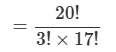 = 20! / 3! × 17!